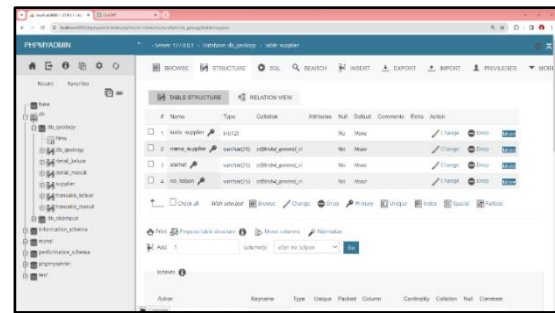 PHPMYADMIN
Recent Favorites
New
db
db_geology
New
db_geology
detail_keluar
detail_masuk
supplier
transaksi_keluar
transaksi_masuk
information_schema
mysql
performance_schema
phpmyadmin
test
Server: 127.0.0.1 Database: db_geology Table: supplier
BROWSE STRUCTURE SQL SEARCH INSERT EXPORT IMPORT PRIVILEGES MORE
TABLE STRUCTURE RELATION VIEW
# Name Type Collation Attributes Null Default Comments Extra Action
1 kode_supplier int(12) No None Change Drop More
2 nama_supplier varchar(25) utf8mb4_general_ci No None Change Drop More
3 alamat varchar(25) utf8mb4_general_ci No None Change Drop More
4 no_telpon varchar(25) utf8mb4_general_ci No None Change Drop More
Check all With selected: Browse Change Drop Primary Unique Index Spatial Fulltext
Print Propose table structure Move columns Normalize
Add 1 column(s) after no_telpon Go
Indexes
Action Keyname Type Unique Packed Column Cardinality Collation Null Comment